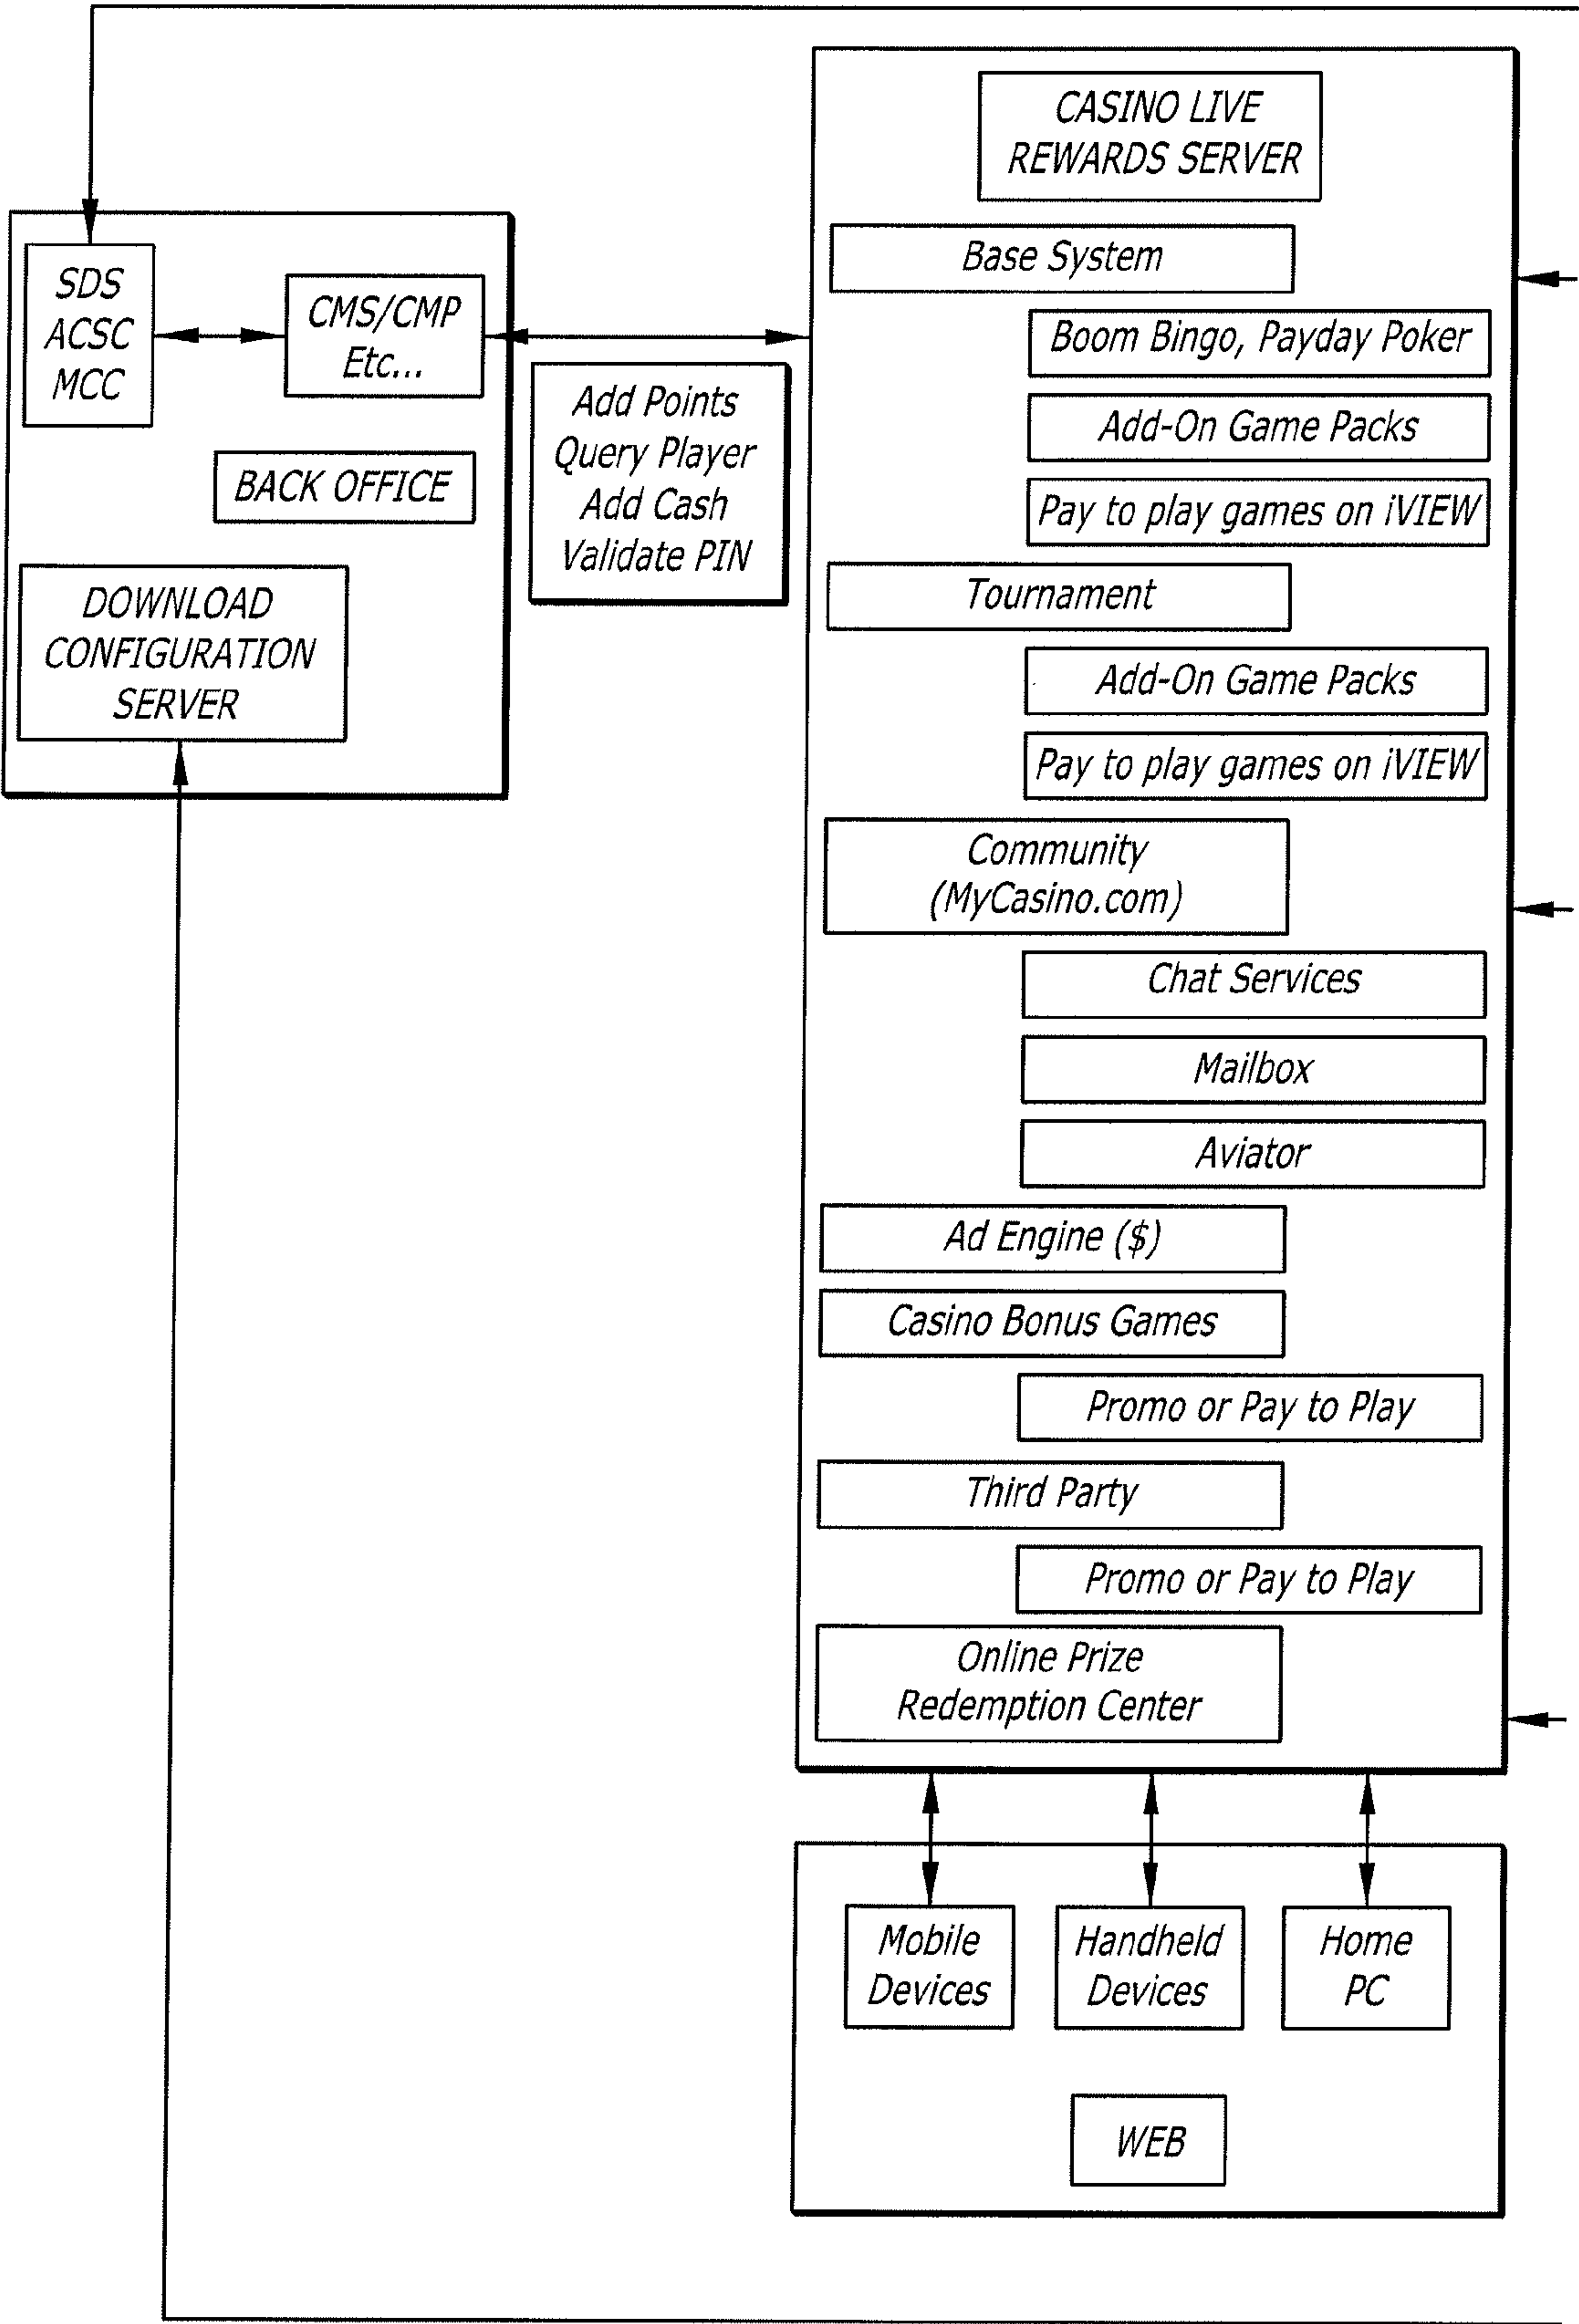 CASINO LIVE
REWARDS SERVER
Base System
Boom Bingo, Payday Poker
Add-On Game Packs
Pay to play games on iVIEW
Tournament
Add-On Game Packs
Pay to play games on iVIEW
Community
(MyCasino.com)
Chat Services
Mailbox
Aviator
Ad Engine ($)
Casino Bonus Games
Promo or Pay to Play
Third Party
Promo or Pay to Play
Online Prize
Redemption Center
SDS
ACSC
MCC
CMS/CMP
Etc...
BACK OFFICE
DOWNLOAD
CONFIGURATION
SERVER
Add Points
Query Player
Add Cash
Validate PIN
Mobile
Devices
Handheld
Devices
Home
PC
WEB